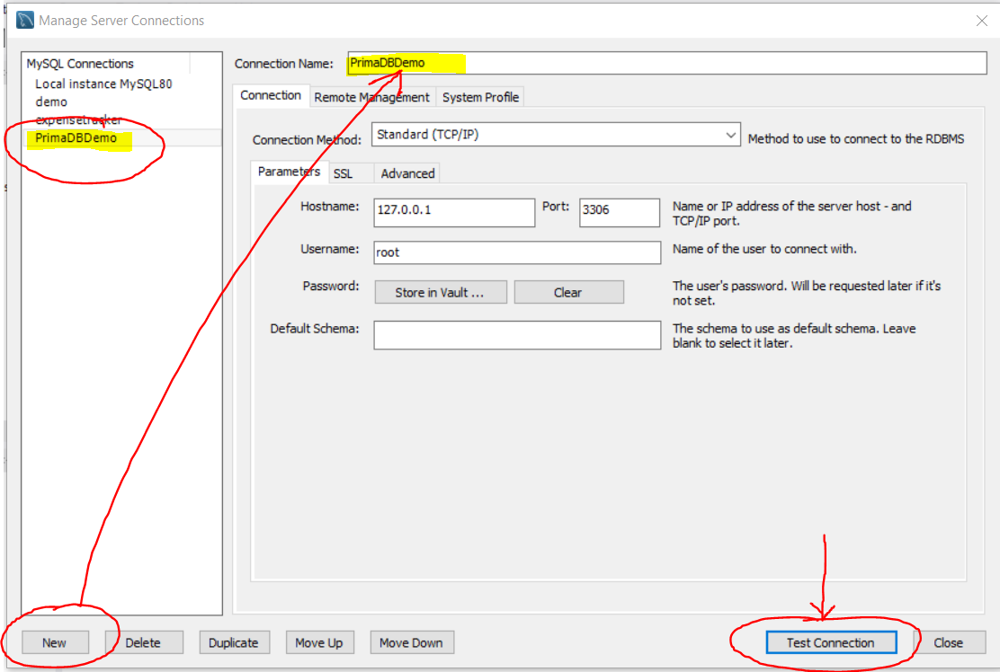 Manage Server Connections
MySQL Connections
Local instance MySQL80
demo
expensetracker
PrimaDBDemo
Connection Name: PrimaDBDemo
Connection Remote Management System Profile
Connection Method: Standard (TCP/IP) Method to use to connect to the RDBMS
Parameters SSL Advanced
Hostname: 127.0.0.1 Port: 3306 Name or IP address of the server host - and
TCP/IP port.
Username: root Name of the user to connect with.
Password: Store in Vault ... Clear The user's password. Will be requested later if it's
not set.
Default Schema: The schema to use as default schema. Leave
blank to select it later.
New Delete Duplicate Move Up Move Down Test Connection Close